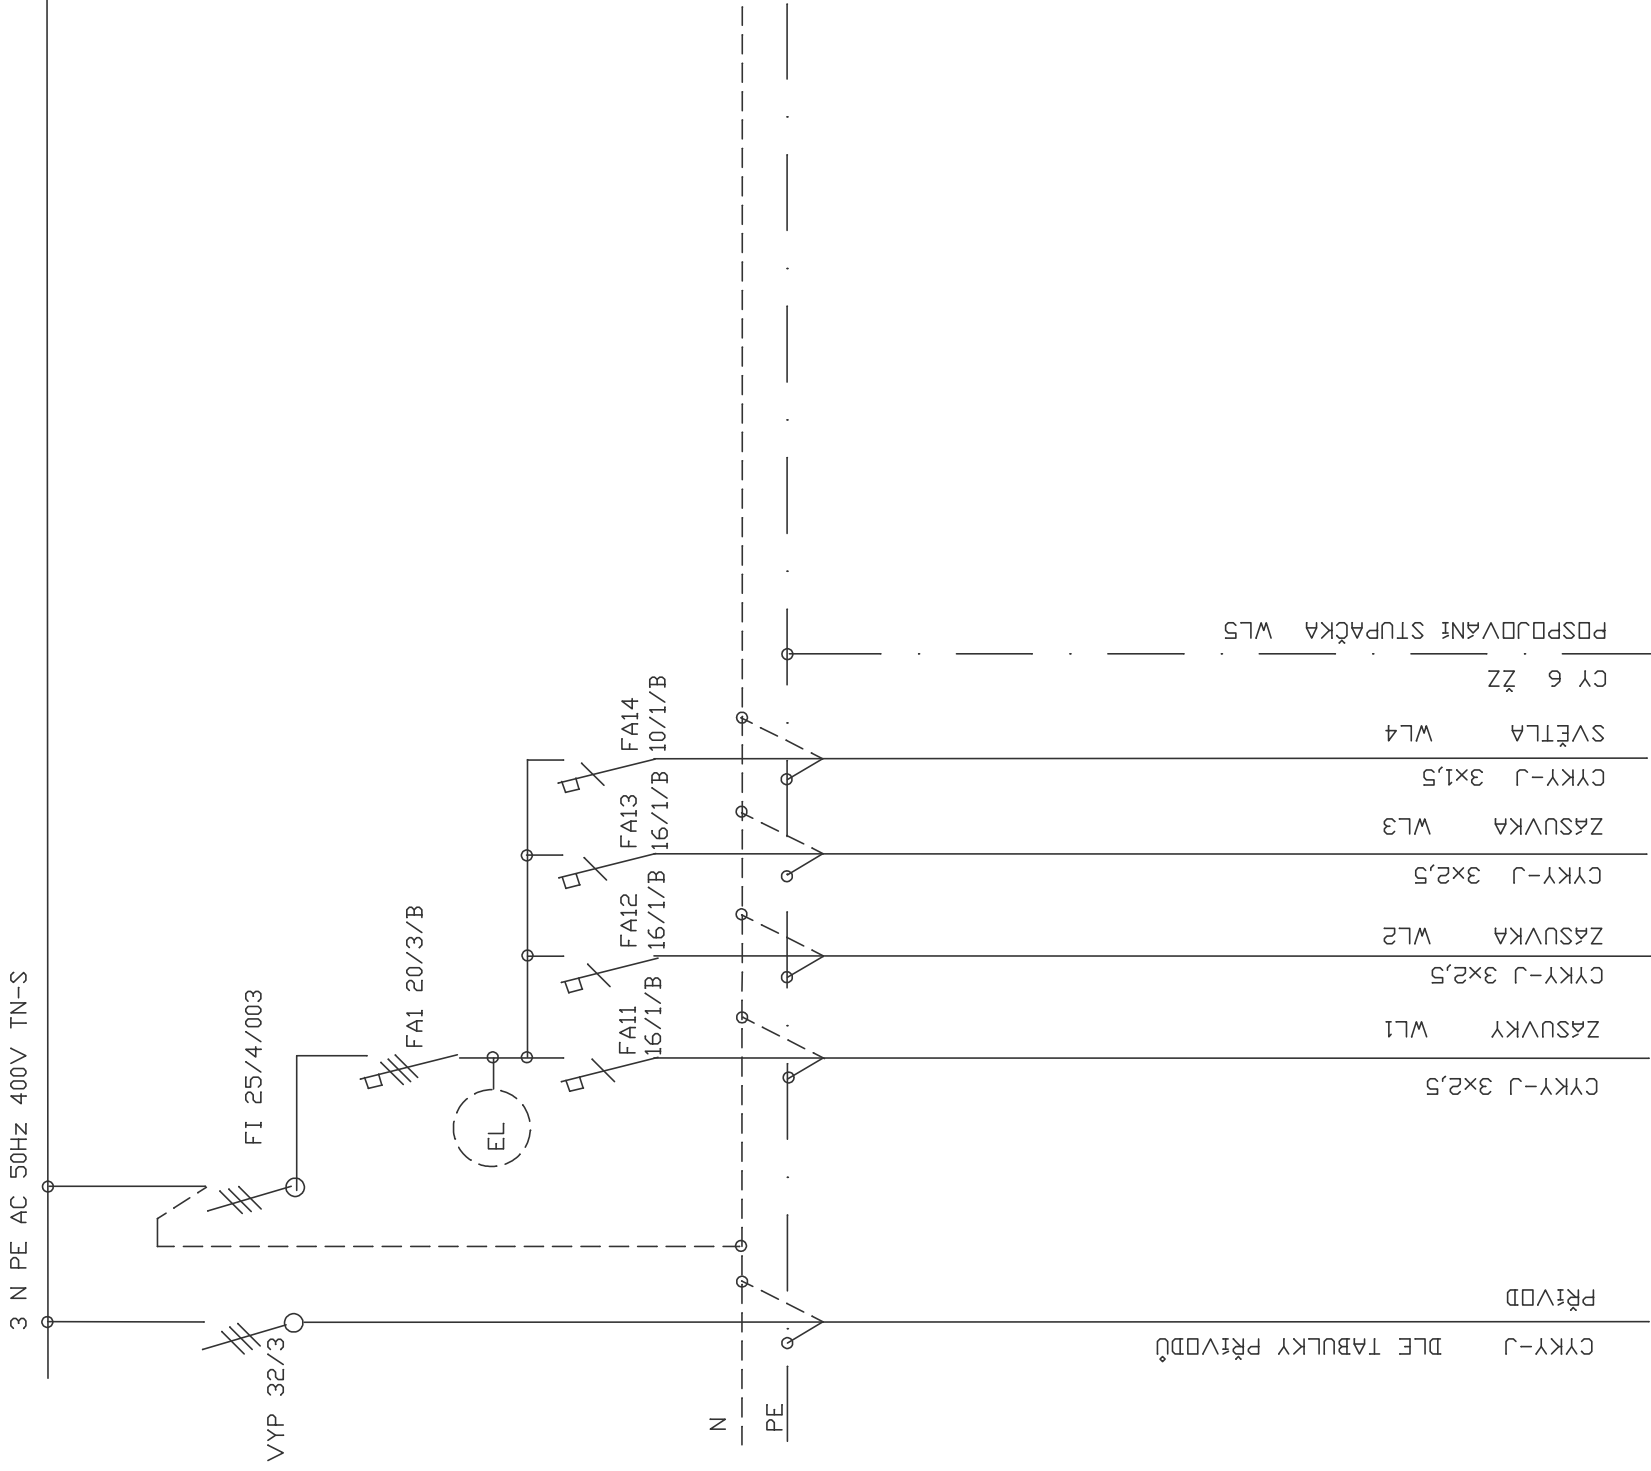 3 N PE AC 50Hz 400V TN-S
VYP 32/3
FI 25/4/003
FA1 20/3/B
EL
FA11
16/1/B
FA12
16/1/B
FA13
16/1/B
FA14
10/1/B
N
PE
POSPOJOVÁNÍ STUPAČKA WL5
CY 6 ŽZ
SVĚTLA WL4
CYKY-J 3x1,5
ZÁSUVKA WL3
CYKY-J 3x2,5
ZÁSUVKA WL2
CYKY-J 3x2,5
ZÁSUVKY WL1
CYKY-J 3x2,5
PŘÍVOD
CYKY-J DLE TABULKY PŘÍVODŮ